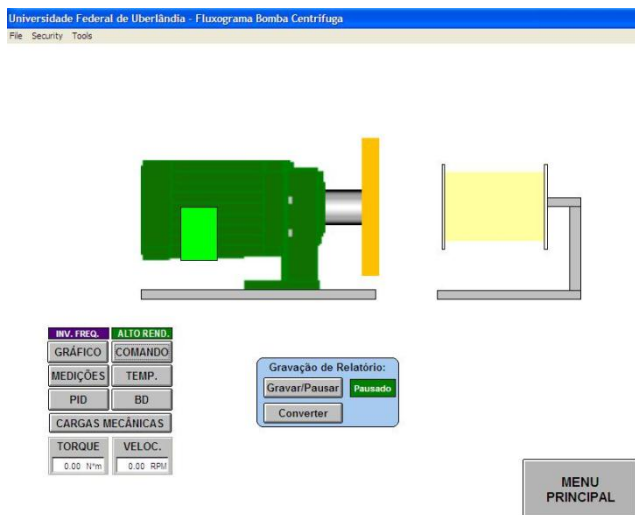 Universidade Federal de Uberlândia - Fluxograma Bomba Centrifuga
File Security Tools
INV. FREQ. ALTO REND.
GRÁFICO COMANDO
MEDIÇÕES TEMP.
PID BD
CARGAS MECÂNICAS
TORQUE VELOC.
0.00 N*m 0.00 RPM
Gravação de Relatório:
Gravar/Pausar Pausado
Converter
MENU
PRINCIPAL